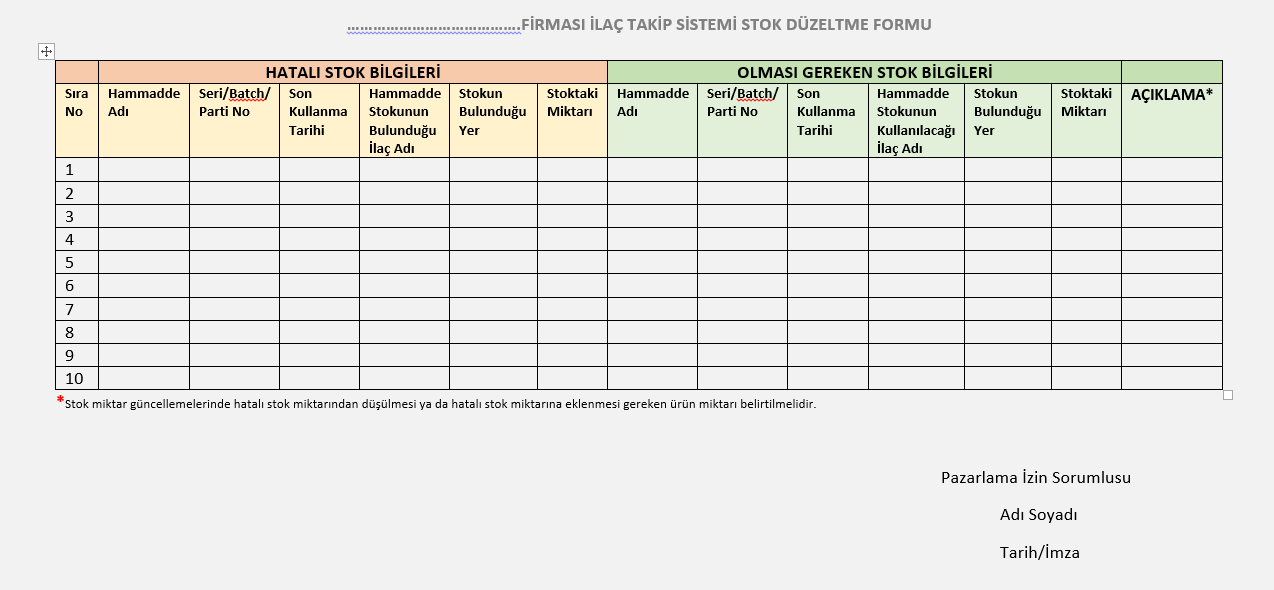 ………………………………….FİRMASI İLAÇ TAKİP SİSTEMİ STOK DÜZELTME FORMU
HATALI STOK BİLGİLERİ
OLMASI GEREKEN STOK BİLGİLERİ
Sıra
No
Hammadde
Adı
Seri/Batch/
Parti No
Son
Kullanma
Tarihi
Hammadde
Stokunun
Bulunduğu
İlaç Adı
Stokun
Bulunduğu
Yer
Stoktaki
Miktarı
Hammadde
Adı
Seri/Batch/
Parti No
Son
Kullanma
Tarihi
Hammadde
Stokunun
Kullanılacağı
İlaç Adı
Stokun
Bulunduğu
Yer
Stoktaki
Miktarı
AÇIKLAMA*
1
2
3
4
5
6
7
8
9
10
*Stok miktar güncellemelerinde hatalı stok miktarından düşülmesi ya da hatalı stok miktarına eklenmesi gereken ürün miktarı belirtilmelidir.
Pazarlama İzin Sorumlusu
Adı Soyadı
Tarih/İmza